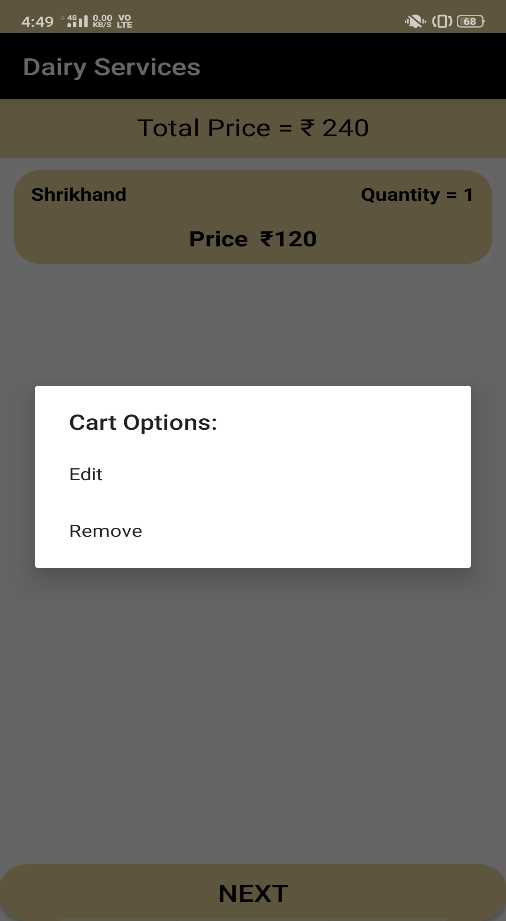 4:49 4G 0.00 KB/S VO LTE 68
Dairy Services
Total Price = ₹ 240
Shrikhand Quantity = 1
Price ₹120
Cart Options:
Edit
Remove
NEXT